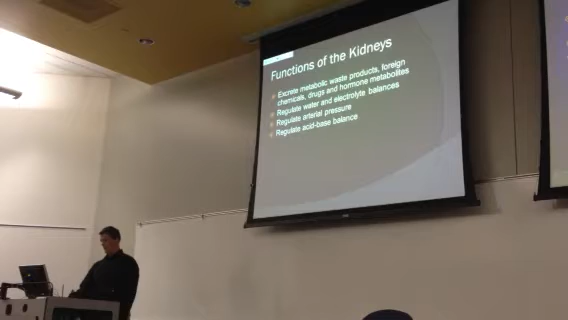 Functions of the Kidneys
Excrete metabolic waste products, foreign
chemicals, drugs and hormone metabolites
Regulate water and electrolyte balances
Regulate arterial pressure
Regulate acid-base balance